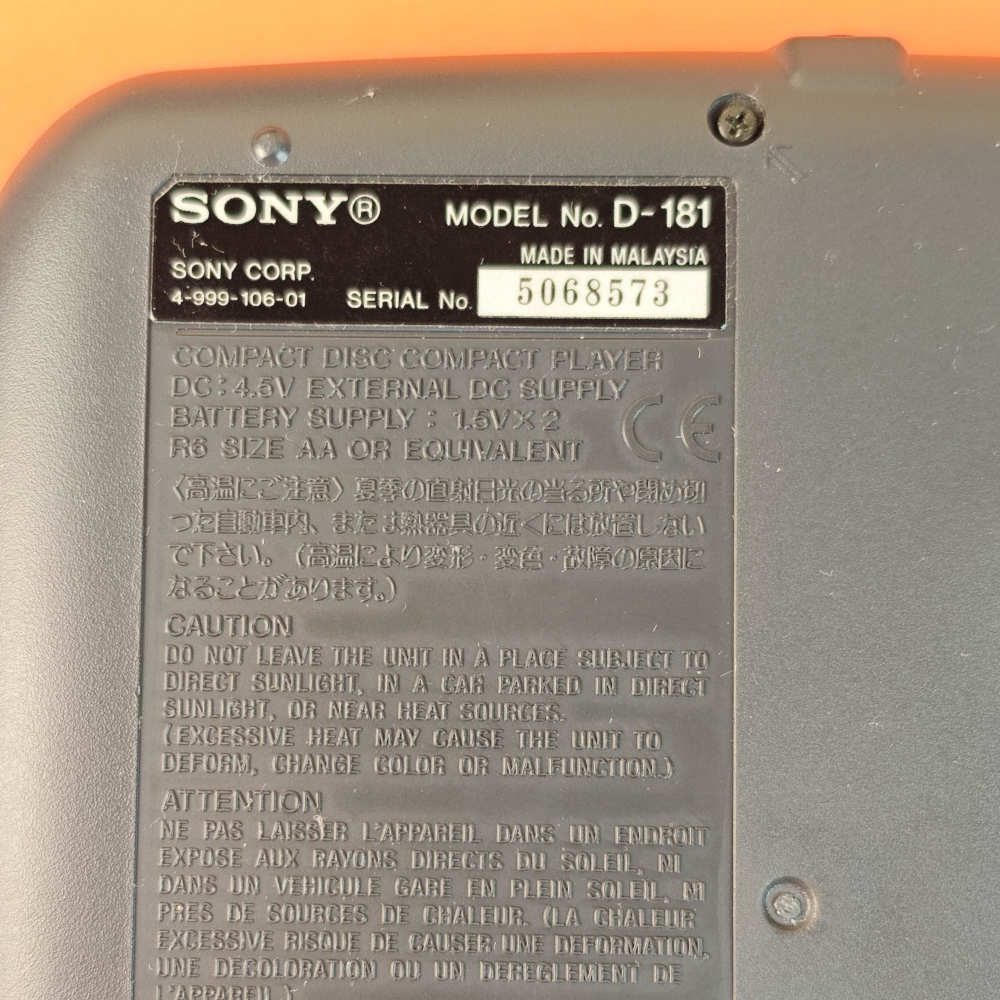 SONY® MODEL No. D-181
MADE IN MALAYSIA
SONY CORP.
4-999-106-01 SERIAL No. 5068573
COMPACT DISC COMPACT PLAYER
DC:4.5V EXTERNAL DC SUPPLY
BATTERY SUPPLY : 1.5V×2
R6 SIZE AA OR EQUIVALENT
CE
〈高温にご注意〉夏季の直射日光の当る所や閉め切
った自動車内、または熱器具の近くには放置しない
で下さい。(高温により変形・変色・故障の原因に
なることがあります。)
CAUTION
DO NOT LEAVE THE UNIT IN A PLACE SUBJECT TO
DIRECT SUNLIGHT, IN A CAR PARKED IN DIRECT
SUNLIGHT, OR NEAR HEAT SOURCES.
(EXCESSIVE HEAT MAY CAUSE THE UNIT TO
DEFORM, CHANGE COLOR OR MALFUNCTION.)
ATTENTION
NE PAS LAISSER L'APPAREIL DANS UN ENDROIT
EXPOSE AUX RAYONS DIRECTS DU SOLEIL, NI
DANS UN VEHICULE GARE EN PLEIN SOLEIL, NI
PRES DE SOURCES DE CHALEUR. (LA CHALEUR
EXCESSIVE RISQUE DE CAUSER UNE DEFORMATION,
UNE DECOLORATION OU UN DEREGLEMENT DE
L'APPAREIL.)